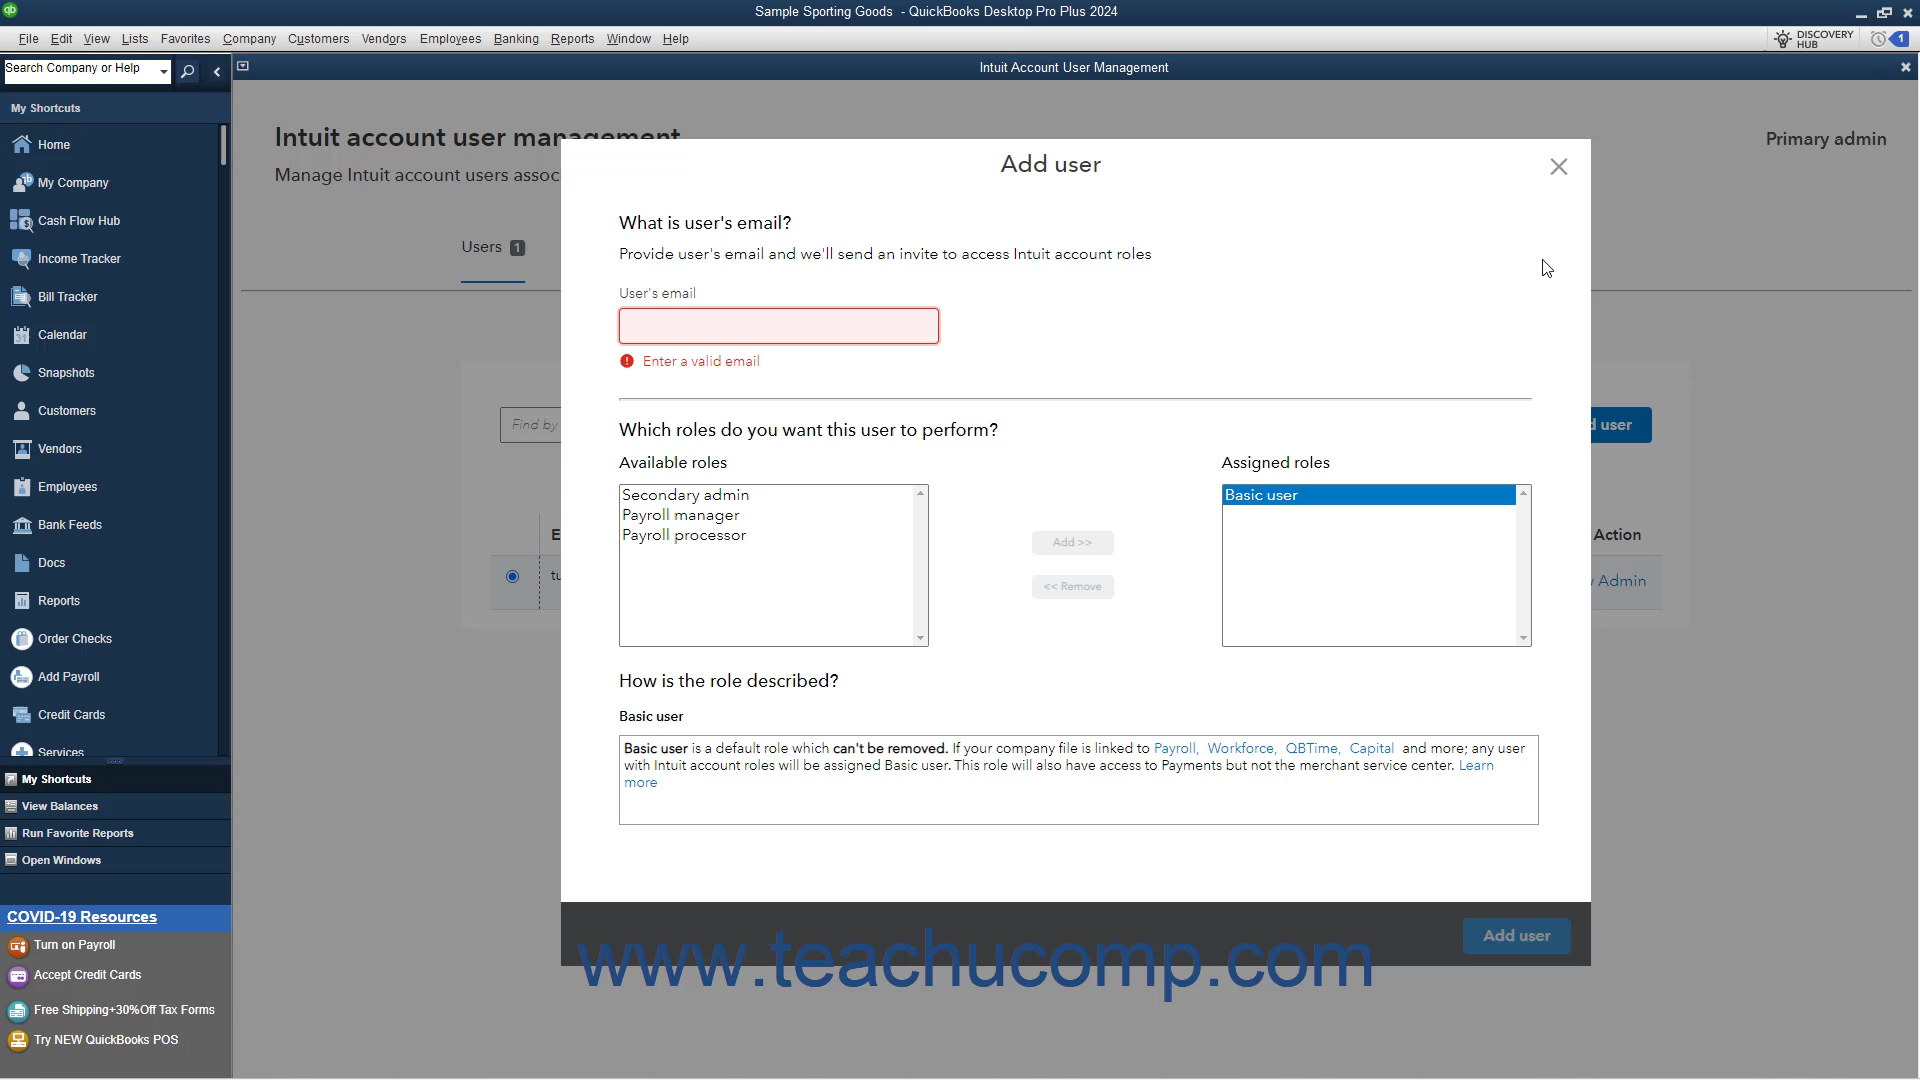 Sample Sporting Goods - QuickBooks Desktop Pro Plus 2024
File Edit View Lists Favorites Company Customers Vendors Employees Banking Reports Window Help
DISCOVERY HUB
1
Search Company or Help
Intuit Account User Management
My Shortcuts
Home
My Company
Cash Flow Hub
Income Tracker
Bill Tracker
Calendar
Snapshots
Customers
Vendors
Employees
Bank Feeds
Docs
Reports
Order Checks
Add Payroll
Credit Cards
Services
My Shortcuts
View Balances
Run Favorite Reports
Open Windows
COVID-19 Resources
Turn on Payroll
Accept Credit Cards
Free Shipping+30%Off Tax Forms
Try NEW QuickBooks POS
Intuit account user management
Primary admin
Manage Intuit account users
Users 1
Find by
user
Action
Admin
Add user
What is user's email?
Provide user's email and we'll send an invite to access Intuit account roles
User's email
Enter a valid email
Which roles do you want this user to perform?
Available roles
Secondary admin
Payroll manager
Payroll processor
Add >>
<< Remove
Assigned roles
Basic user
How is the role described?
Basic user
Basic user is a default role which can't be removed. If your company file is linked to Payroll, Workforce, QBTime, Capital and more; any user
with Intuit account roles will be assigned Basic user. This role will also have access to Payments but not the merchant service center. Learn
more
Add user
www.teachucomp.com